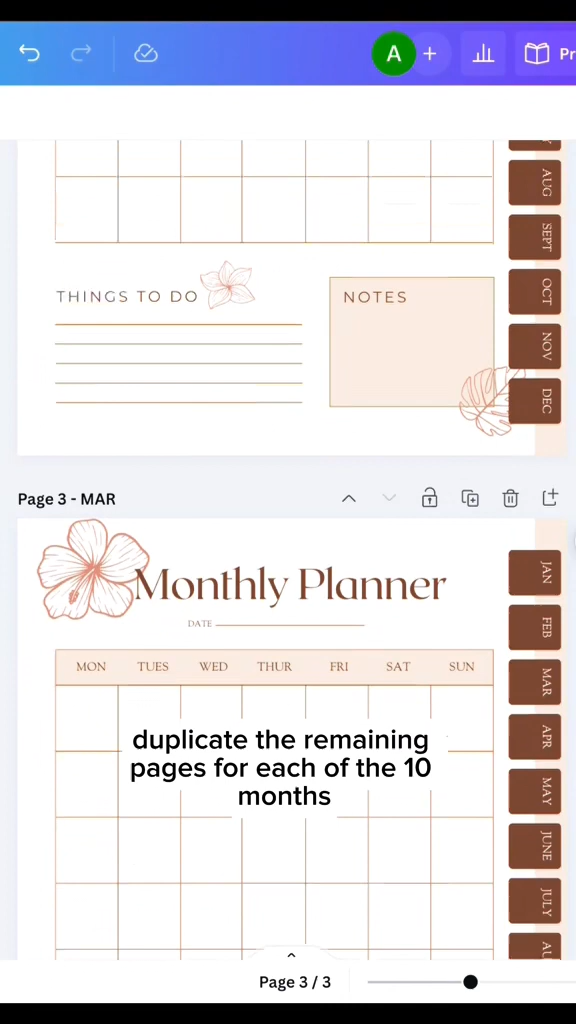 A
Pr
AUG
SEPT
OCT
NOV
DEC
THINGS TO DO
NOTES
Page 3 - MAR
Monthly Planner
DATE
MON TUES WED THUR FRI SAT SUN
JAN
FEB
MAR
APR
MAY
JUNE
JULY
AU
duplicate the remaining
pages for each of the 10
months
Page 3 / 3